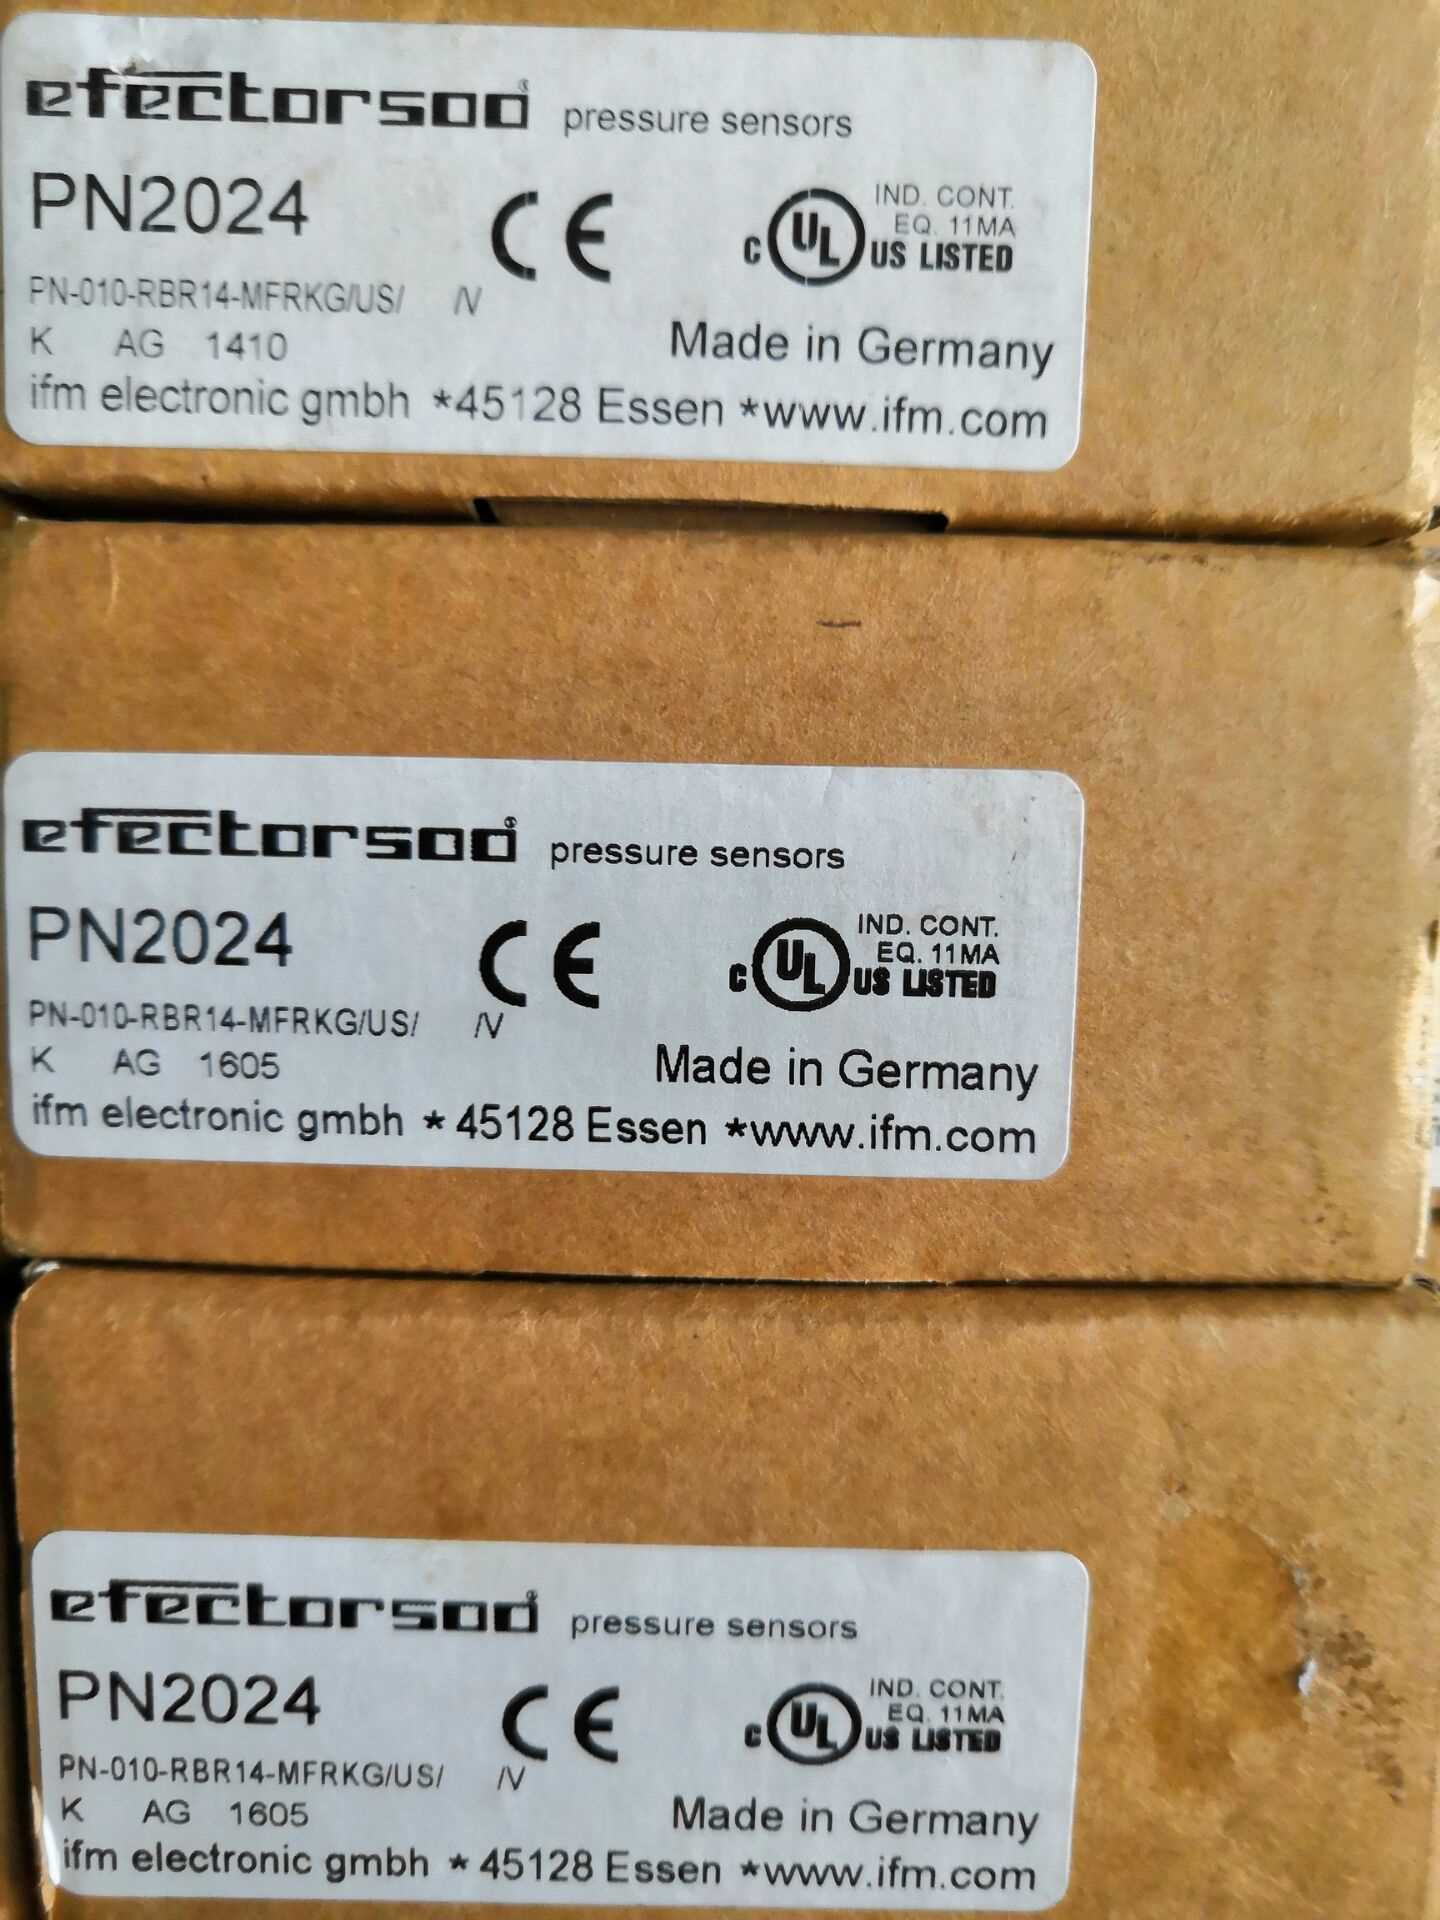 efector500® pressure sensors
PN2024
CE
C UL US LISTED
IND. CONT.
EQ. 11MA
PN-010-RBR14-MFRKG/US/ /V
K AG 1410
Made in Germany
ifm electronic gmbh *45128 Essen *www.ifm.com
efector500® pressure sensors
PN2024
CE
C UL US LISTED
IND. CONT.
EQ. 11MA
PN-010-RBR14-MFRKG/US/ /V
K AG 1605
Made in Germany
ifm electronic gmbh * 45128 Essen *www.ifm.com
efector500® pressure sensors
PN2024
CE
C UL US LISTED
IND. CONT.
EQ. 11MA
PN-010-RBR14-MFRKG/US/ /V
K AG 1605
Made in Germany
ifm electronic gmbh * 45128 Essen *www.ifm.com